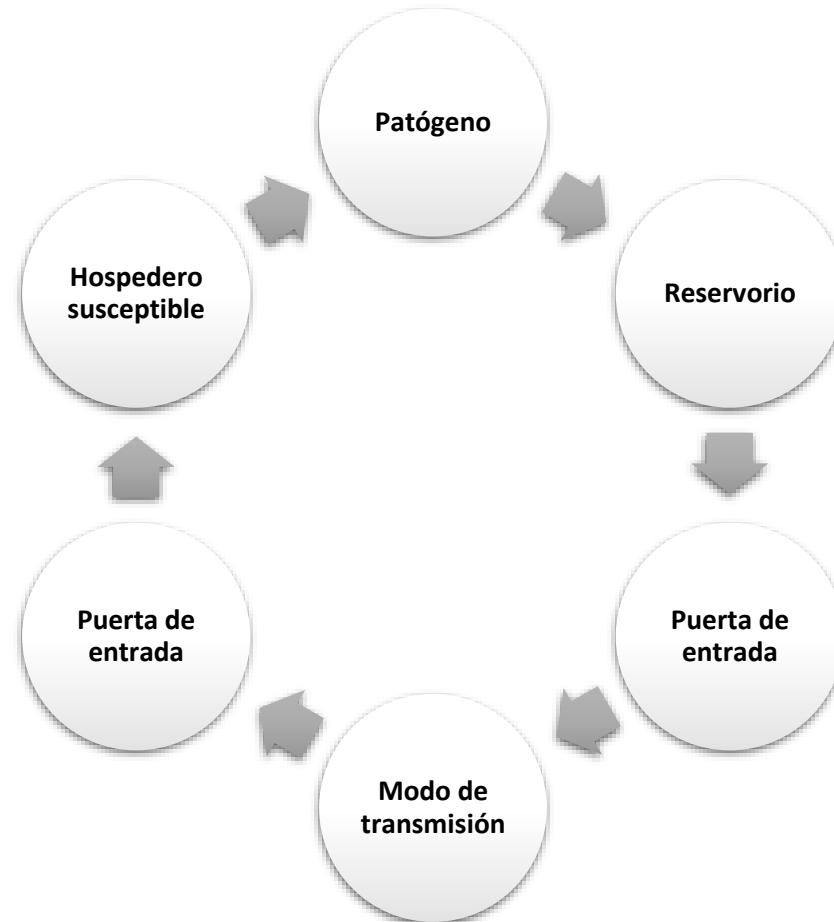 Patógeno
Reservorio
Puerta de
entrada
Modo de
transmisión
Puerta de
entrada
Hospedero
susceptible